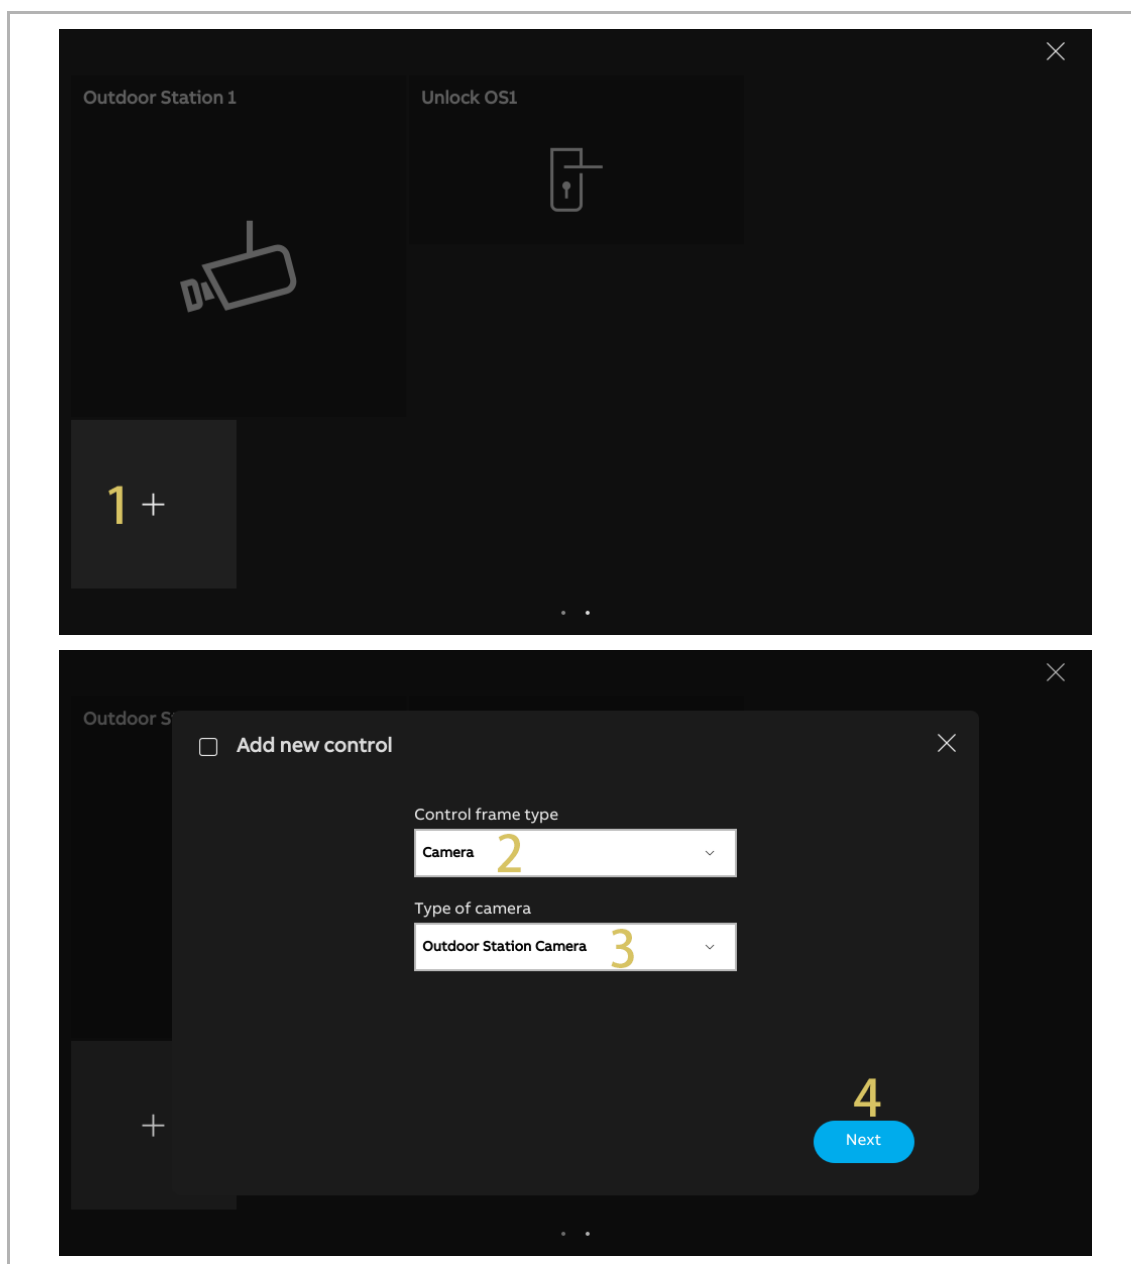 Outdoor Station 1
Unlock OS1
1 +
Outdoor S
Add new control
Control frame type
Camera 2
Type of camera
Outdoor Station Camera 3
4
+
Next